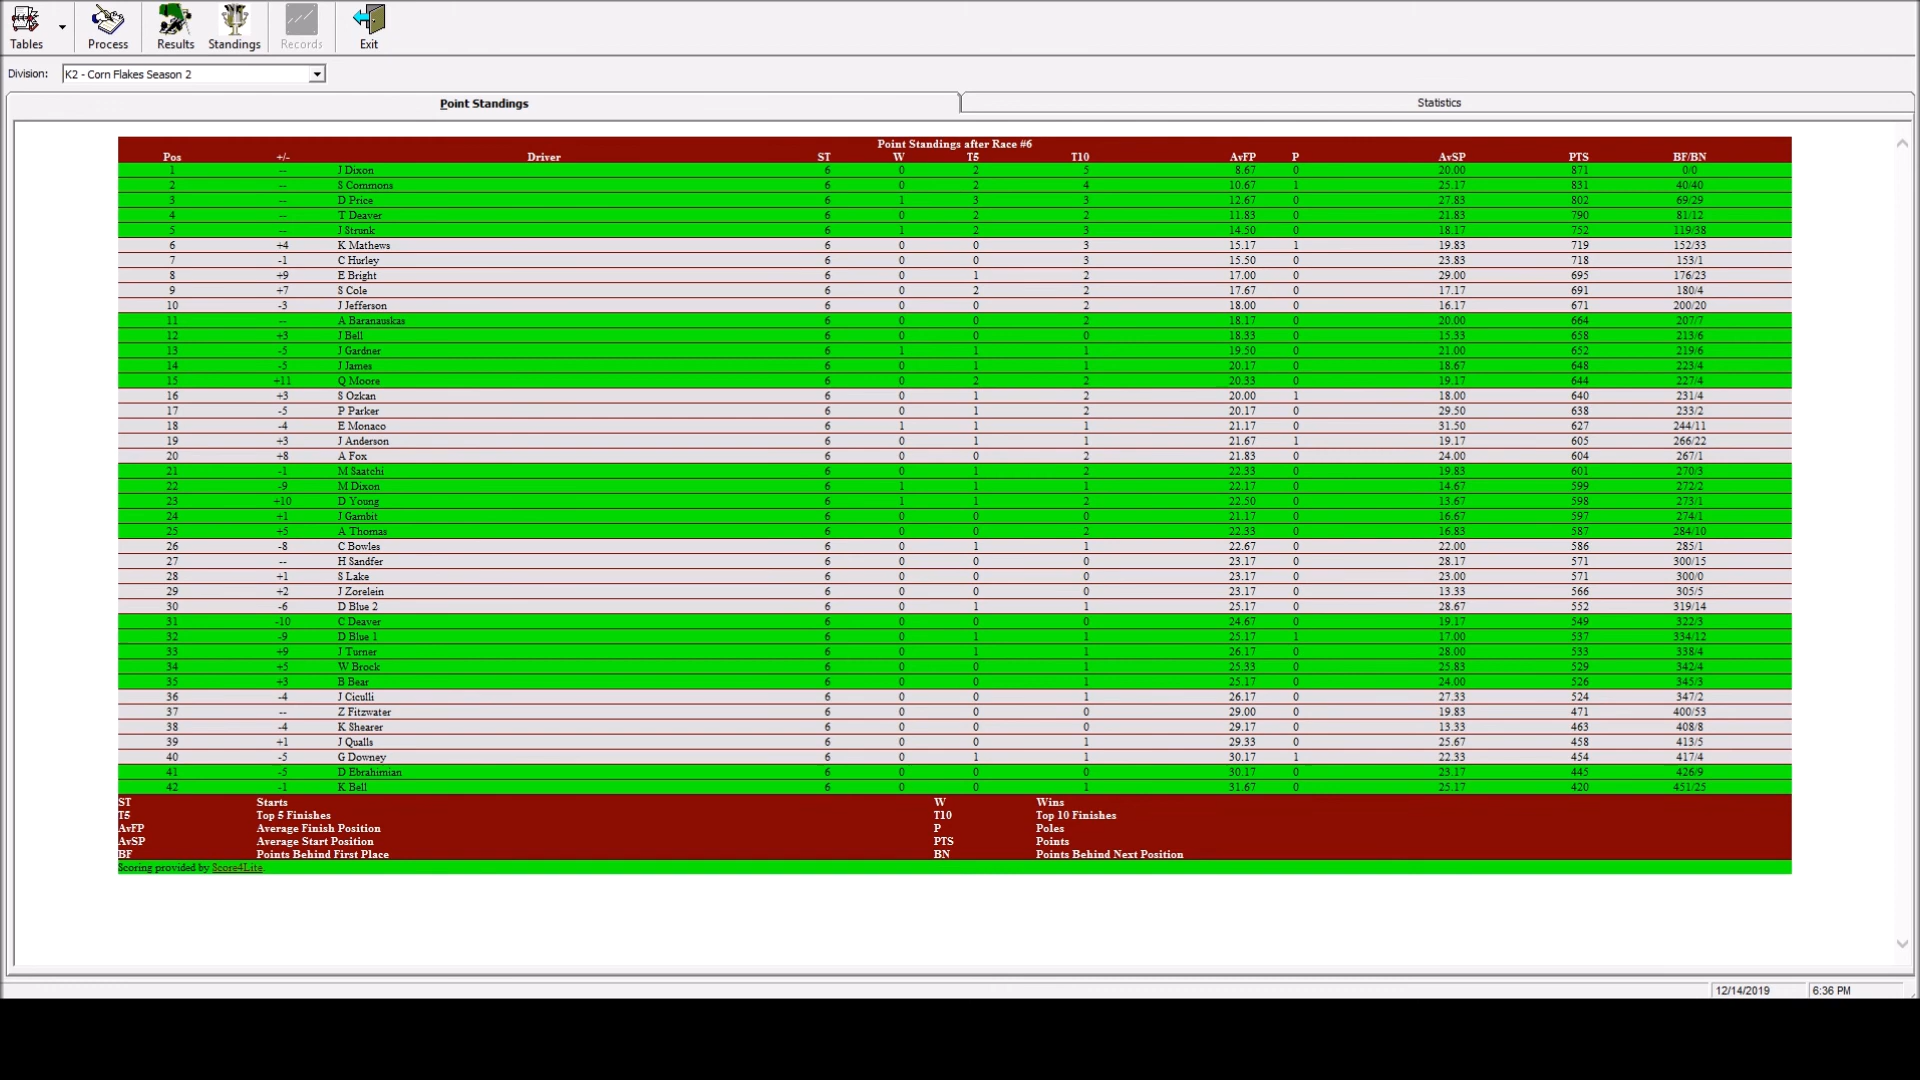 Tables Process Results Standings Records Exit
Division: K2 - Corn Flakes Season 2
Point Standings Statistics
Point Standings after Race #6
Pos +/- Driver ST W T5 T10 AvFP P AvSP PTS BF/BN
1 -- J Dixon 6 0 2 5 8.67 0 20.00 871 0/0
2 -- S Commons 6 0 2 4 10.67 1 25.17 831 40/40
3 -- D Price 6 1 3 3 12.67 0 27.83 802 69/29
4 -- T Deaver 6 0 2 2 11.83 0 21.83 790 81/12
5 -- J Strunk 6 1 2 3 14.50 0 18.17 752 119/38
6 +4 K Mathews 6 0 0 3 15.17 1 19.83 719 152/33
7 -1 C Hurley 6 0 0 3 15.50 0 23.83 718 153/1
8 +9 E Bright 6 0 1 2 17.00 0 29.00 695 176/23
9 +7 S Cole 6 0 2 2 17.67 0 17.17 691 180/4
10 -3 J Jefferson 6 0 0 2 18.00 0 16.17 671 200/20
11 -- A Baranauskas 6 0 0 2 18.17 0 20.00 664 207/7
12 +3 J Bell 6 0 0 0 18.33 0 15.33 658 213/6
13 -5 J Gardner 6 1 1 1 19.50 0 21.00 652 219/6
14 -5 J James 6 0 1 1 20.17 0 18.67 648 223/4
15 +11 Q Moore 6 0 2 2 20.33 0 19.17 644 227/4
16 +3 S Ozkan 6 0 1 2 20.00 1 18.00 640 231/4
17 -5 P Parker 6 0 1 2 20.17 0 29.50 638 233/2
18 -4 E Monaco 6 1 1 1 21.17 0 31.50 627 244/11
19 +3 J Anderson 6 0 1 1 21.67 1 19.17 605 266/22
20 +8 A Fox 6 0 0 2 21.83 0 24.00 604 267/1
21 -1 M Saatchi 6 0 1 2 22.33 0 19.83 601 270/3
22 -9 M Dixon 6 1 1 1 22.17 0 14.67 599 272/2
23 +10 D Young 6 1 1 2 22.50 0 13.67 598 273/1
24 +1 J Gambit 6 0 0 0 21.17 0 16.67 597 274/1
25 +5 A Thomas 6 0 0 2 22.33 0 16.83 587 284/10
26 -8 C Bowles 6 0 1 1 22.67 0 22.00 586 285/1
27 -- H Sandfer 6 0 0 0 23.17 0 28.17 571 300/15
28 +1 S Lake 6 0 0 0 23.17 0 23.00 571 300/0
29 +2 J Zorelein 6 0 0 0 23.17 0 13.33 566 305/5
30 -6 D Blue 2 6 0 1 1 25.17 0 28.67 552 319/14
31 -10 C Deaver 6 0 0 0 24.67 0 19.17 549 322/3
32 -9 D Blue 1 6 0 1 1 25.17 1 17.00 537 334/12
33 +9 J Turner 6 0 1 1 26.17 0 28.00 533 338/4
34 +5 W Brock 6 0 0 1 25.33 0 25.83 529 342/4
35 +3 B Bear 6 0 0 1 25.17 0 24.00 526 345/3
36 -4 J Ciculli 6 0 0 1 26.17 0 27.33 524 347/2
37 -- Z Fitzwater 6 0 0 0 29.00 0 19.83 471 400/53
38 -4 K Shearer 6 0 0 0 29.17 0 13.33 463 408/8
39 +1 J Qualls 6 0 0 1 29.33 0 25.67 458 413/5
40 -5 G Downey 6 0 1 1 30.17 1 22.33 454 417/4
41 -5 D Ebrahimian 6 0 0 0 30.17 0 23.17 445 426/9
42 -1 K Bell 6 0 0 1 31.67 0 25.17 420 451/25
ST Starts W Wins
T5 Top 5 Finishes T10 Top 10 Finishes
AvFP Average Finish Position P Poles
AvSP Average Start Position PTS Points
BF Points Behind First Place BN Points Behind Next Position
Scoring provided by Score4Lite.
12/14/2019 6:36 PM